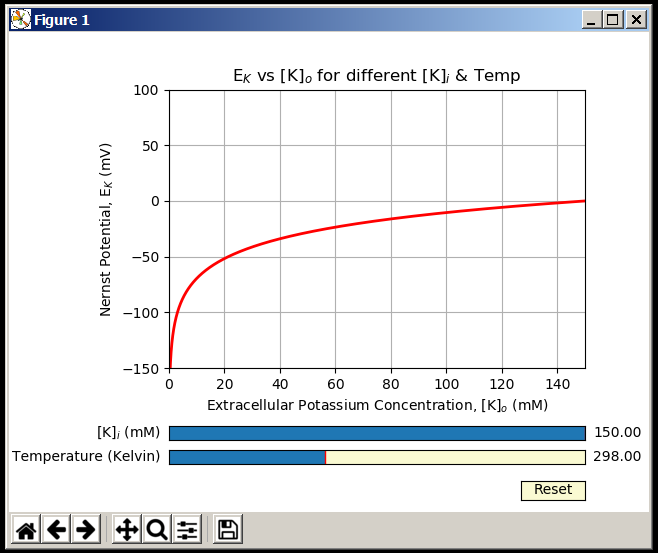 Figure 1
E_K vs [K]_o for different [K]_i & Temp
100
50
0
−50
−100
−150
Nernst Potential, E_K (mV)
0 20 40 60 80 100 120 140
Extracellular Potassium Concentration, [K]_o (mM)
[K]_i (mM) 150.00
Temperature (Kelvin) 298.00
Reset